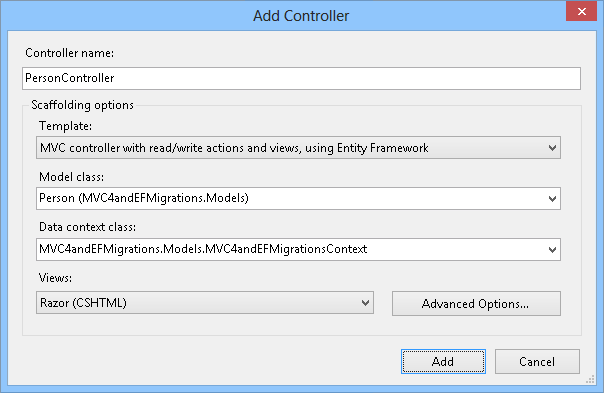 Add Controller
Controller name:
PersonController
Scaffolding options
Template:
MVC controller with read/write actions and views, using Entity Framework
Model class:
Person (MVC4andEFMigrations.Models)
Data context class:
MVC4andEFMigrations.Models.MVC4andEFMigrationsContext
Views:
Razor (CSHTML)
Advanced Options...
Add
Cancel